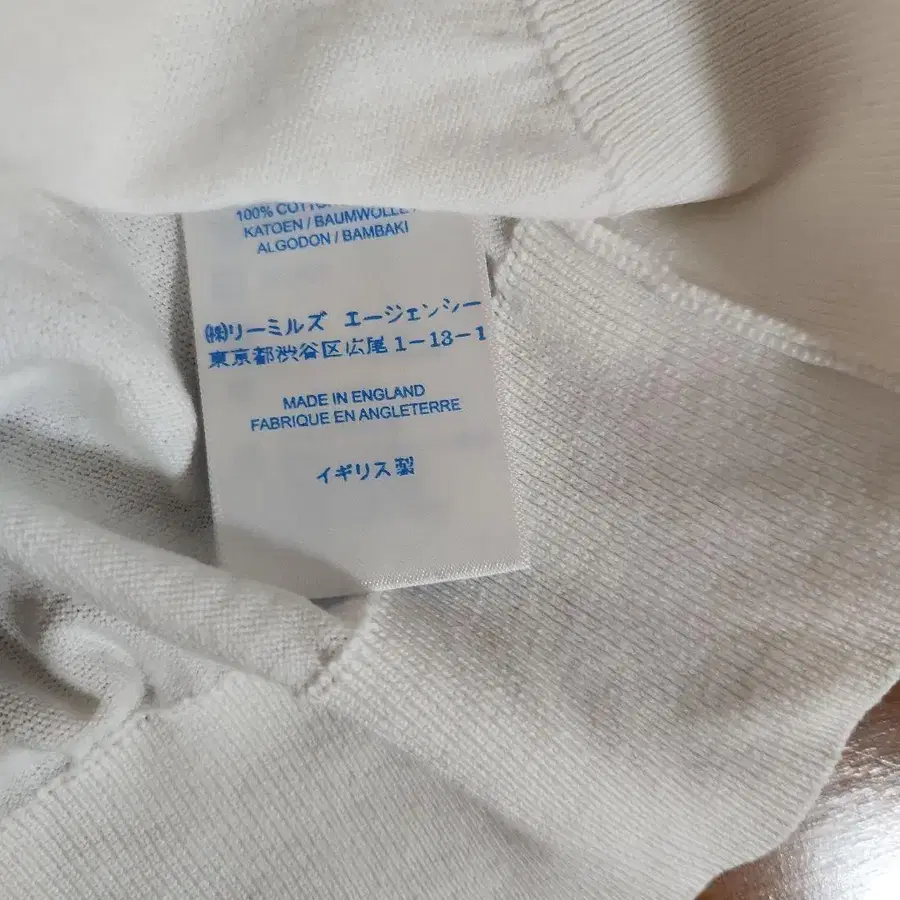 100% COTTO
KATOEN / BAUMWOLLE
ALGODON / BAMBAKI
㈱リーミルズ エージェンシー
東京都渋谷区広尾1-13-1
MADE IN ENGLAND
FABRIQUE EN ANGLETERRE
イギリス製